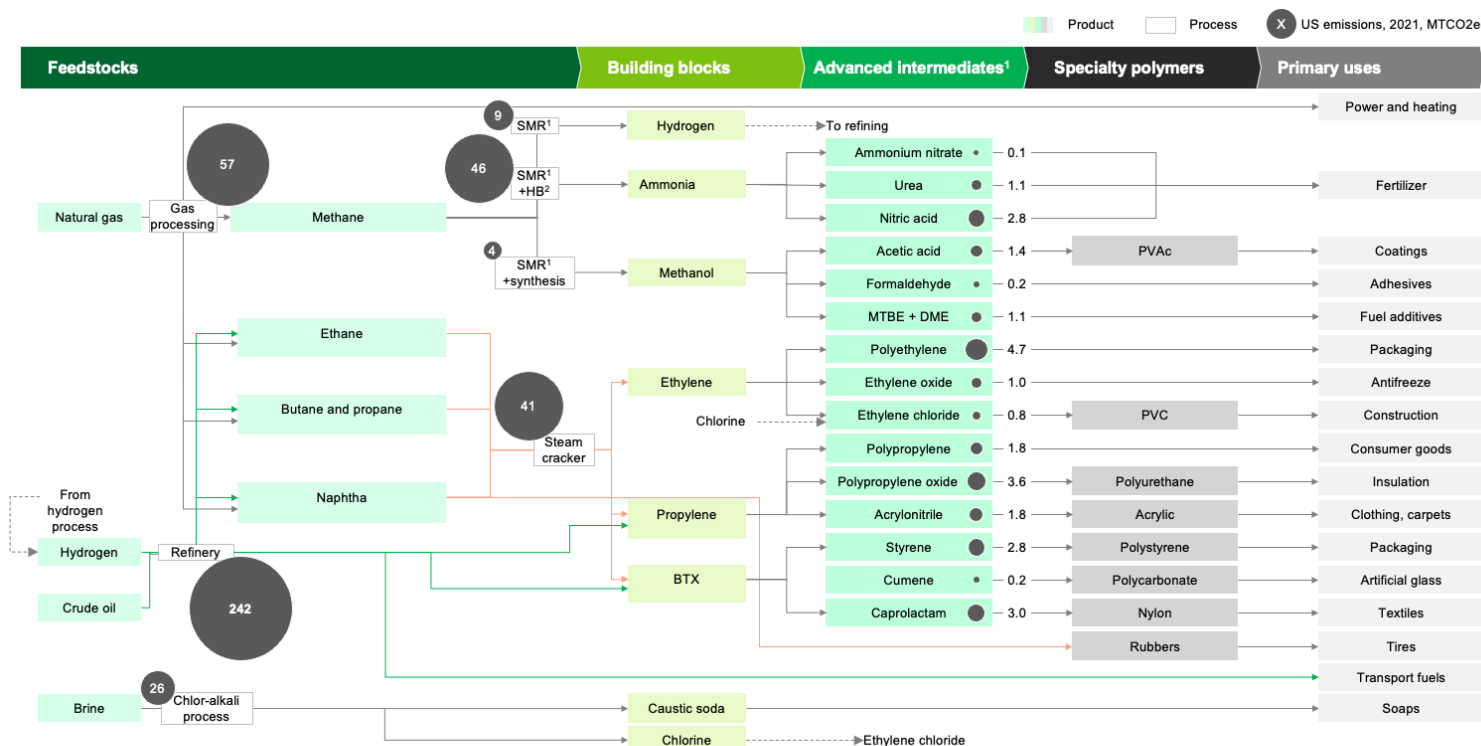 Product
Process
X US emissions, 2021, MTCO2e
Feedstocks
Building blocks
Advanced intermediates¹
Specialty polymers
Primary uses
Power and heating
9
SMR¹
Hydrogen
To refining
57
46
SMR¹
+HB²
Ammonia
Ammonium nitrate
0.1
Urea
1.1
Fertilizer
Nitric acid
2.8
Natural gas
Gas
processing
Methane
4
SMR¹
+synthesis
Methanol
Acetic acid
1.4
PVAc
Coatings
Formaldehyde
0.2
Adhesives
MTBE + DME
1.1
Fuel additives
Ethane
Polyethylene
4.7
Packaging
41
Ethylene
Ethylene oxide
1.0
Antifreeze
Butane and propane
Chlorine
Ethylene chloride
0.8
PVC
Construction
Steam
cracker
Polypropylene
1.8
Consumer goods
Naphtha
Polypropylene oxide
3.6
Polyurethane
Insulation
From
hydrogen
process
Propylene
Acrylonitrile
1.8
Acrylic
Clothing, carpets
Hydrogen
Refinery
Styrene
2.8
Polystyrene
Packaging
BTX
Cumene
0.2
Polycarbonate
Artificial glass
Crude oil
242
Caprolactam
3.0
Nylon
Textiles
Rubbers
Tires
Transport fuels
26
Brine
Chlor-alkali
process
Caustic soda
Soaps
Chlorine
Ethylene chloride